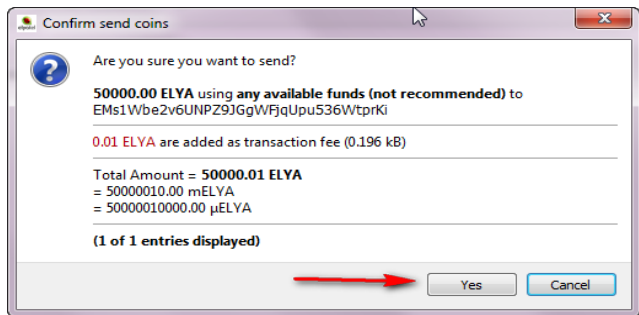 Confirm send coins
Are you sure you want to send?
50000.00 ELYA using any available funds (not recommended) to
EMs1Wbe2v6UNPZ9JGgWFjqUpu536WtprKi
0.01 ELYA are added as transaction fee (0.196 kB)
Total Amount = 50000.01 ELYA
= 50000010.00 mELYA
= 50000010000.00 µELYA
(1 of 1 entries displayed)
Yes Cancel